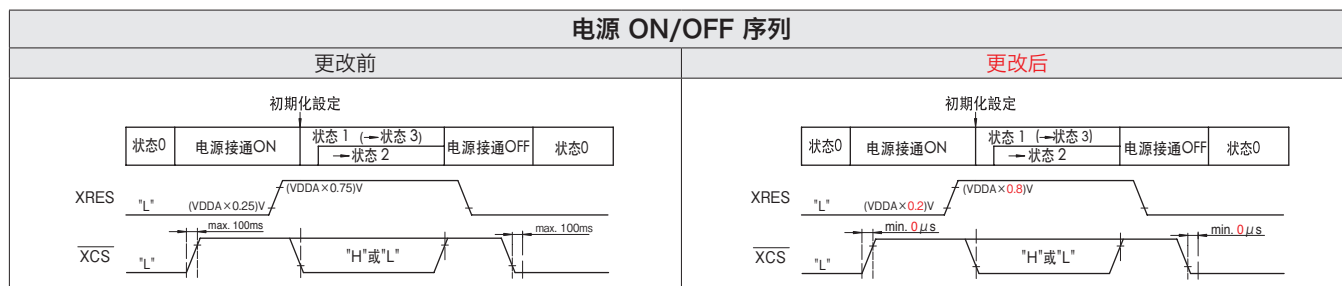 电源 ON/OFF 序列
更改前
更改后
初期化設定
状态0 电源接通ON 状态 1 (→状态 3) 电源接通OFF 状态0
→状态 2
XRES "L" (VDDA×0.25)V (VDDA×0.75)V
max. 100ms max. 100ms
XCS "L" "H"或"L"
初期化設定
状态0 电源接通ON 状态 1 (→状态 3) 电源接通OFF 状态0
→状态 2
XRES "L" (VDDA×0.2)V (VDDA×0.8)V
min. 0μs min. 0μs
XCS "L" "H"或"L"